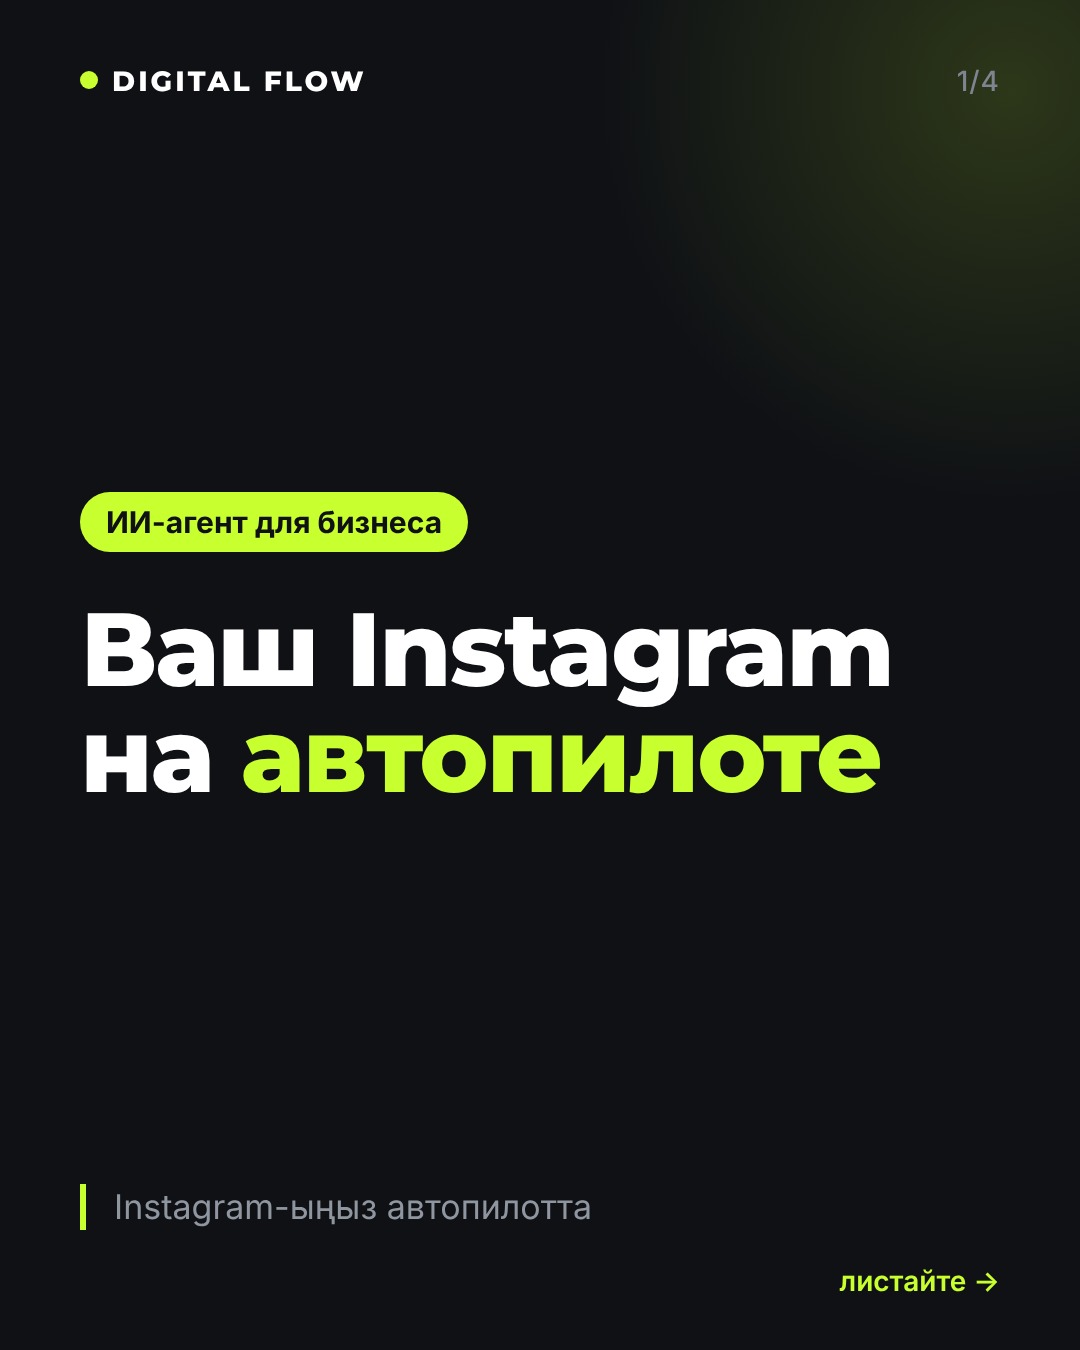 DIGITAL FLOW
1/4
ИИ-агент для бизнеса
Ваш Instagram
на автопилоте
Instagram-ыңыз автопилотта
листайте →